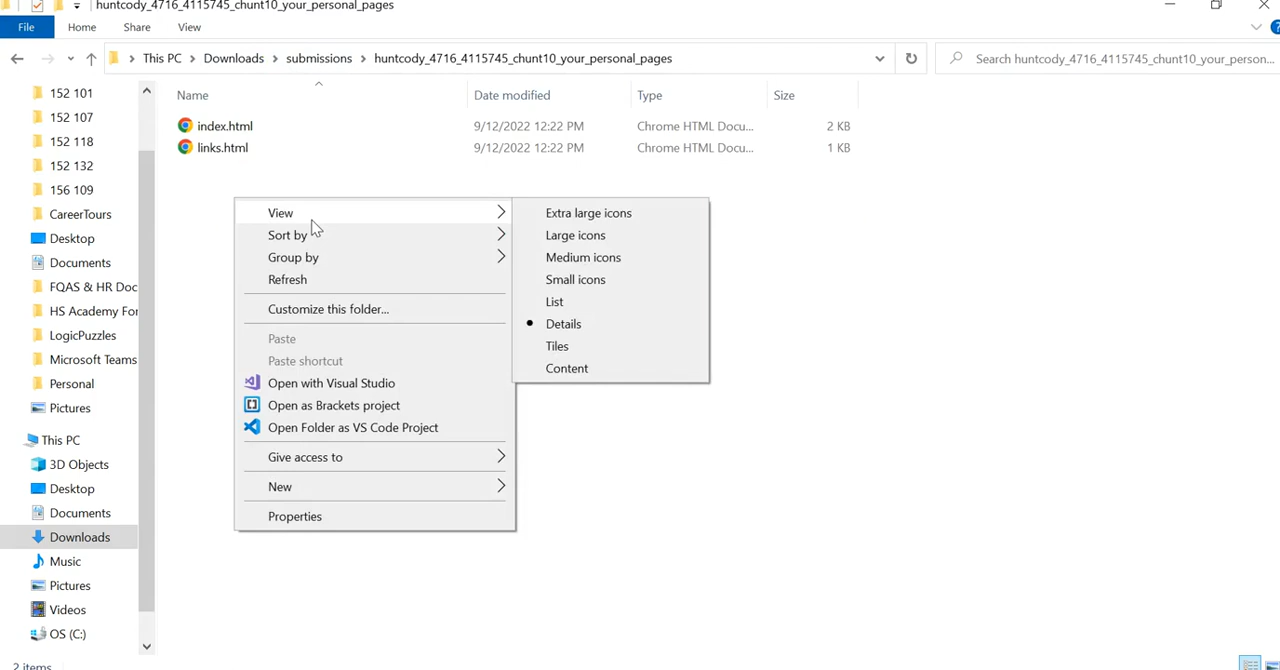 huntcody_4716_4115745_chunt10_your_personal_pages
File Home Share View
This PC Downloads submissions huntcody_4716_4115745_chunt10_your_personal_pages Search huntcody_4716_4115745_chunt10_your_person...
Name Date modified Type Size
index.html 9/12/2022 12:22 PM Chrome HTML Docu... 2 KB
links.html 9/12/2022 12:22 PM Chrome HTML Docu... 1 KB
152 101
152 107
152 118
152 132
156 109
CareerTours
Desktop
Documents
FQAS & HR Doc
HS Academy For
LogicPuzzles
Microsoft Teams
Personal
Pictures
This PC
3D Objects
Desktop
Documents
Downloads
Music
Pictures
Videos
OS (C:)
View
Sort by
Group by
Refresh
Customize this folder...
Paste
Paste shortcut
Open with Visual Studio
Open as Brackets project
Open Folder as VS Code Project
Give access to
New
Properties
Extra large icons
Large icons
Medium icons
Small icons
List
Details
Tiles
Content
2 items